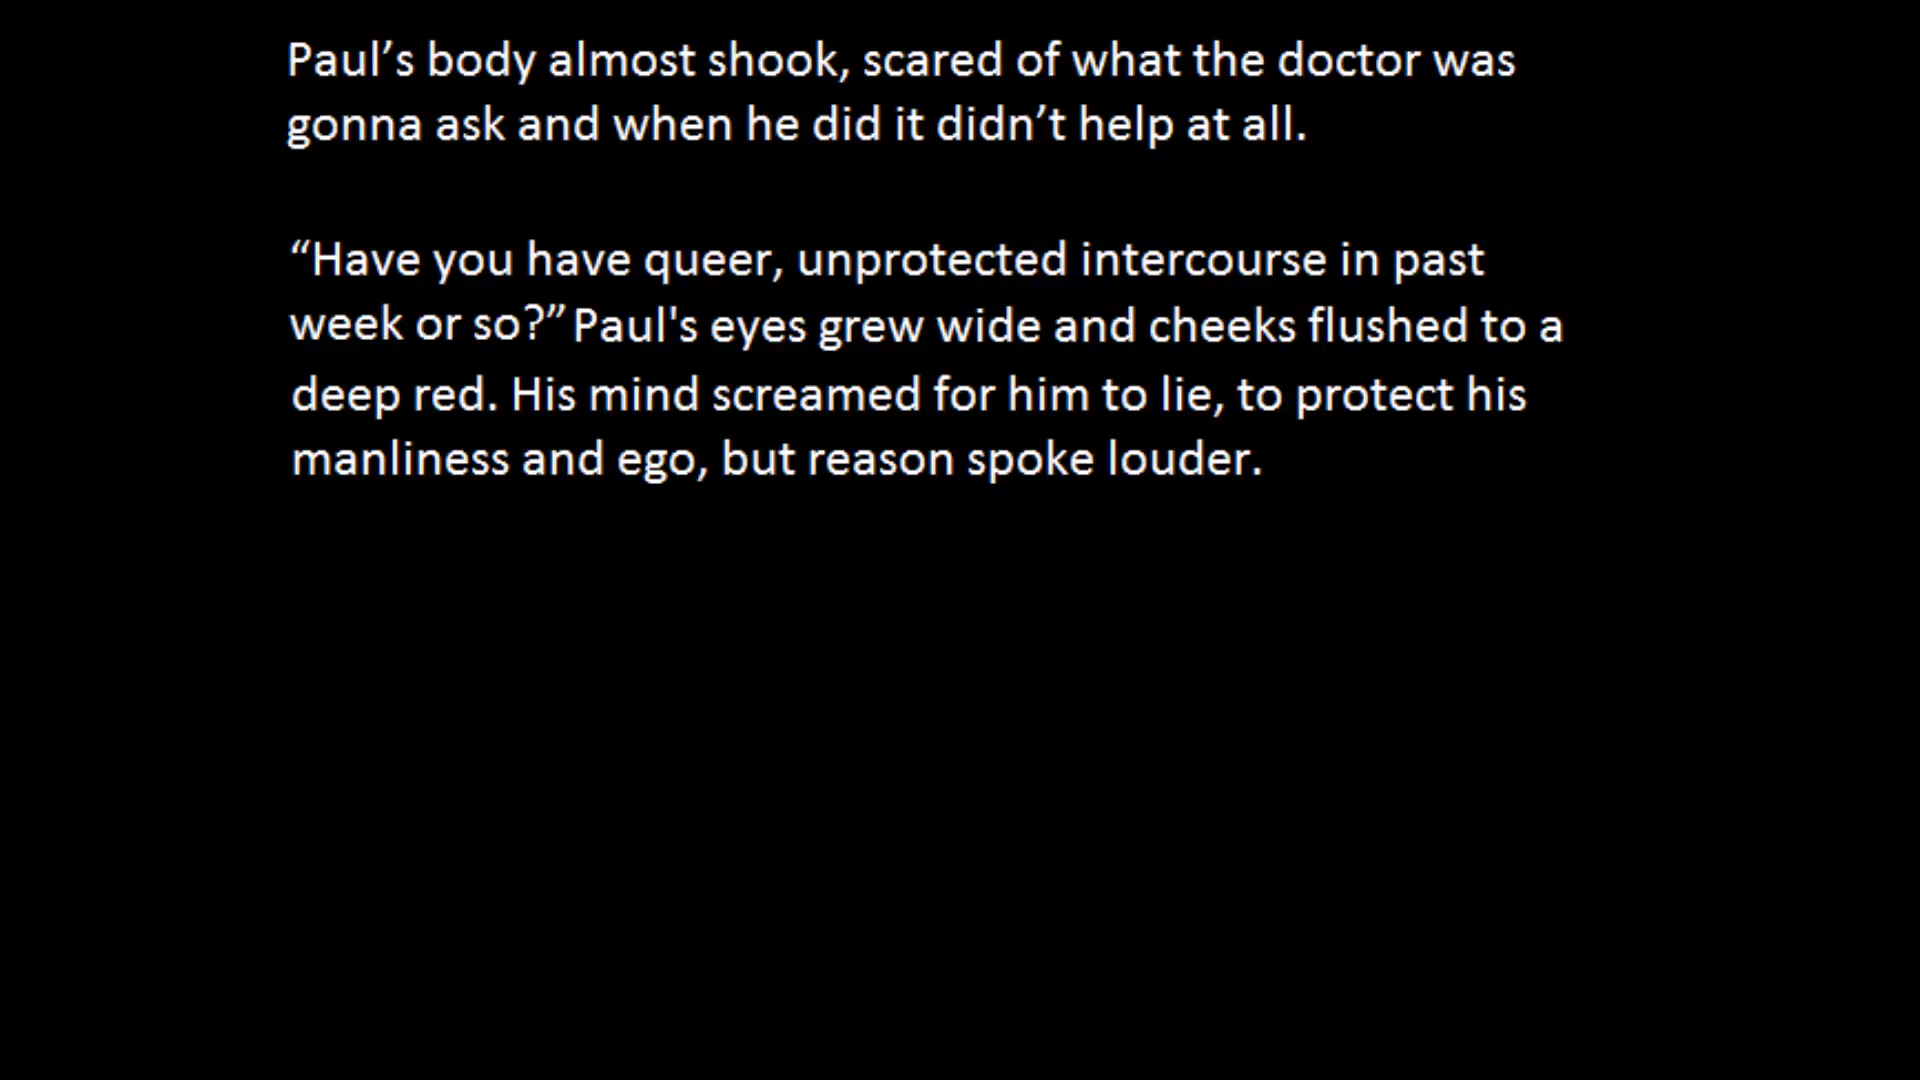 Paul’s body almost shook, scared of what the doctor was
gonna ask and when he did it didn’t help at all.
“Have you have queer, unprotected intercourse in past
week or so?” Paul's eyes grew wide and cheeks flushed to a
deep red. His mind screamed for him to lie, to protect his
manliness and ego, but reason spoke louder.